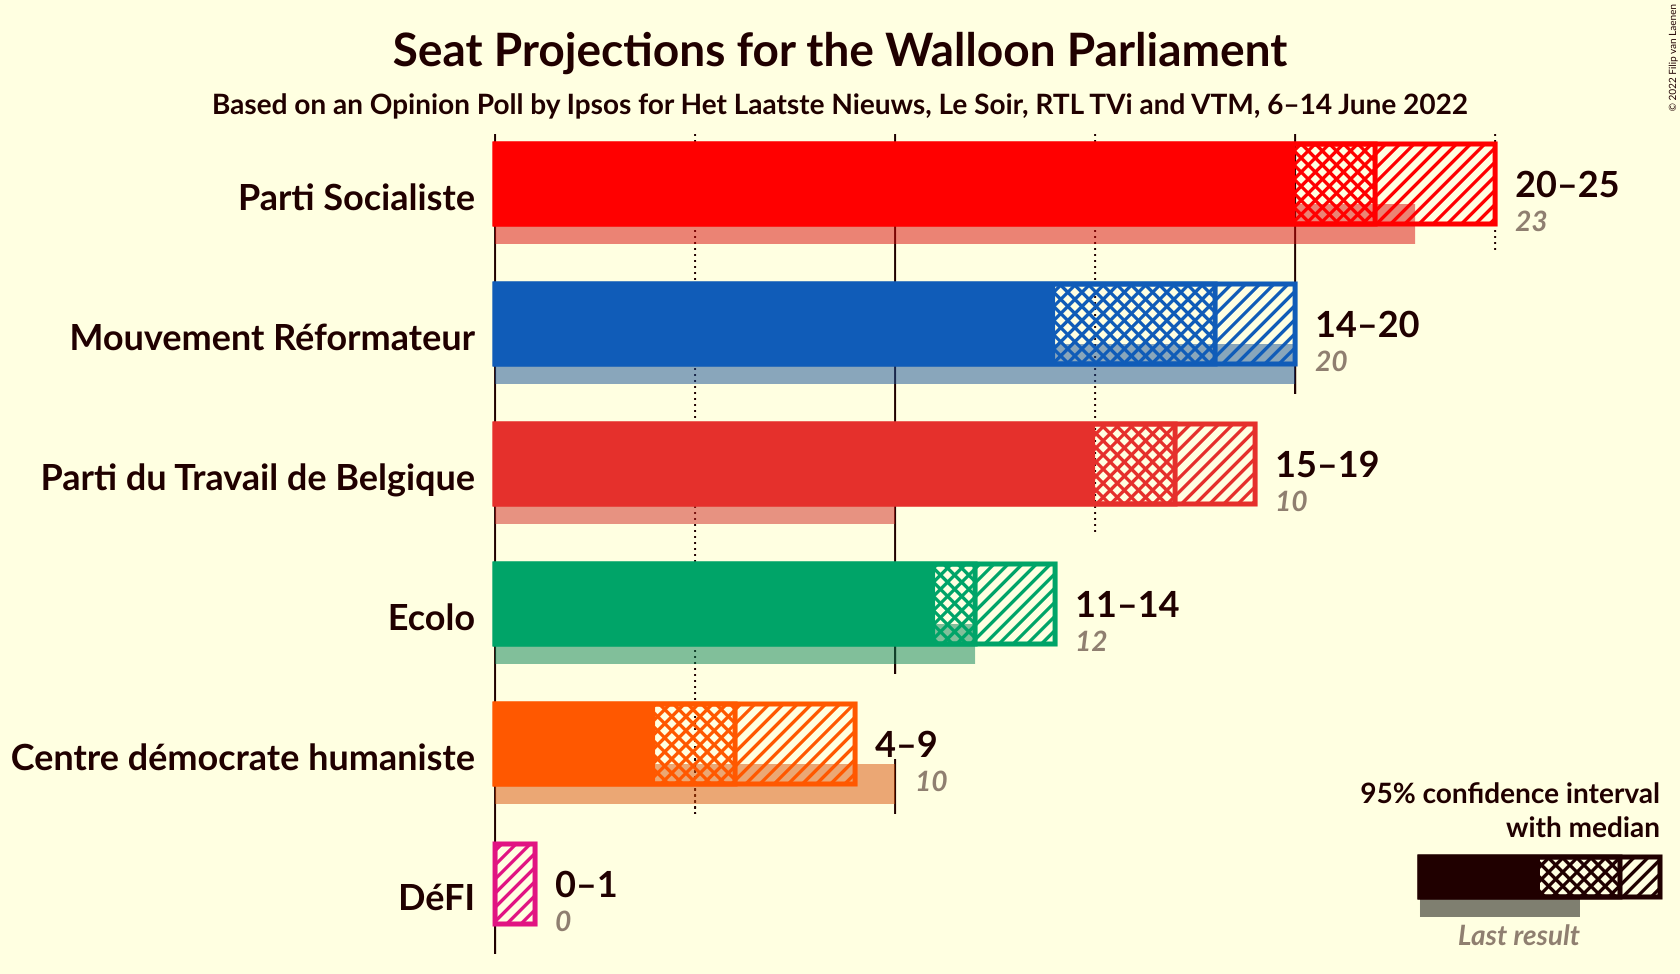 Seat Projections for the Walloon Parliament
Based on an Opinion Poll by Ipsos for Het Laatste Nieuws, Le Soir, RTL TVi and VTM, 6–14 June 2022
© 2022 Filip van Laenen
Parti Socialiste
20–25
23
Mouvement Réformateur
14–20
20
Parti du Travail de Belgique
15–19
10
Ecolo
11–14
12
Centre démocrate humaniste
4–9
10
DéFI
0–1
0
95% confidence interval
with median
Last result